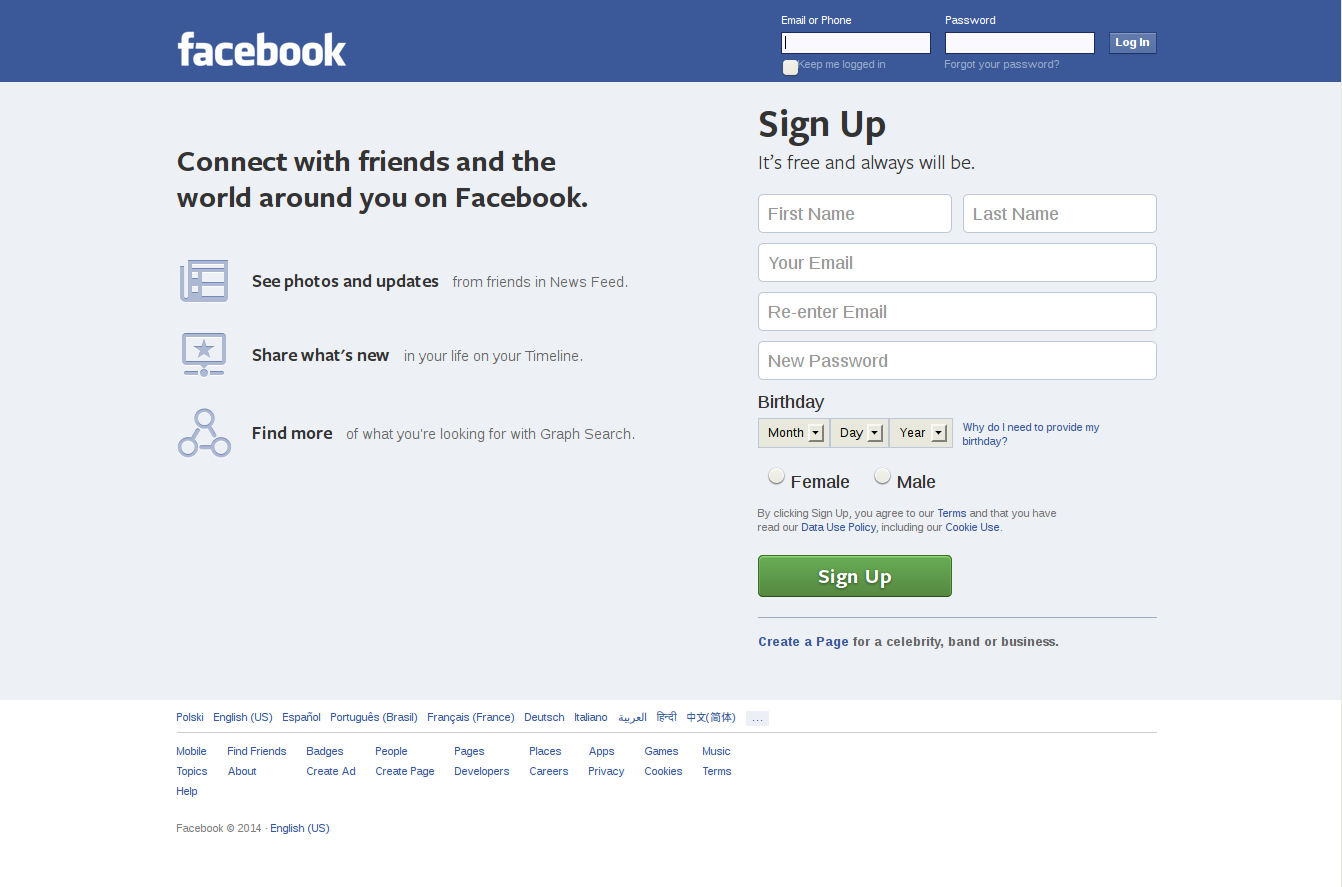 facebook
Email or Phone
Password
Log In
Keep me logged in
Forgot your password?
Connect with friends and the
world around you on Facebook.
See photos and updates from friends in News Feed.
Share what's new in your life on your Timeline.
Find more of what you're looking for with Graph Search.
Sign Up
It's free and always will be.
First Name
Last Name
Your Email
Re-enter Email
New Password
Birthday
Month Day Year
Why do I need to provide my
birthday?
Female Male
By clicking Sign Up, you agree to our Terms and that you have
read our Data Use Policy, including our Cookie Use.
Sign Up
Create a Page for a celebrity, band or business.
Polski English (US) Español Português (Brasil) Français (France) Deutsch Italiano العربية हिन्दी 中文(简体) ...
Mobile Find Friends Badges People Pages Places Apps Games Music
Topics About Create Ad Create Page Developers Careers Privacy Cookies Terms
Help
Facebook © 2014 · English (US)